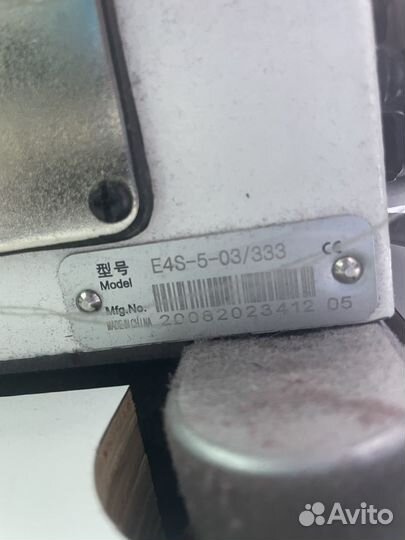 型号 E4S-5-03/333 CE
Model
Mfg.No. 20082023412 05
MADE IN CHINA
Avito